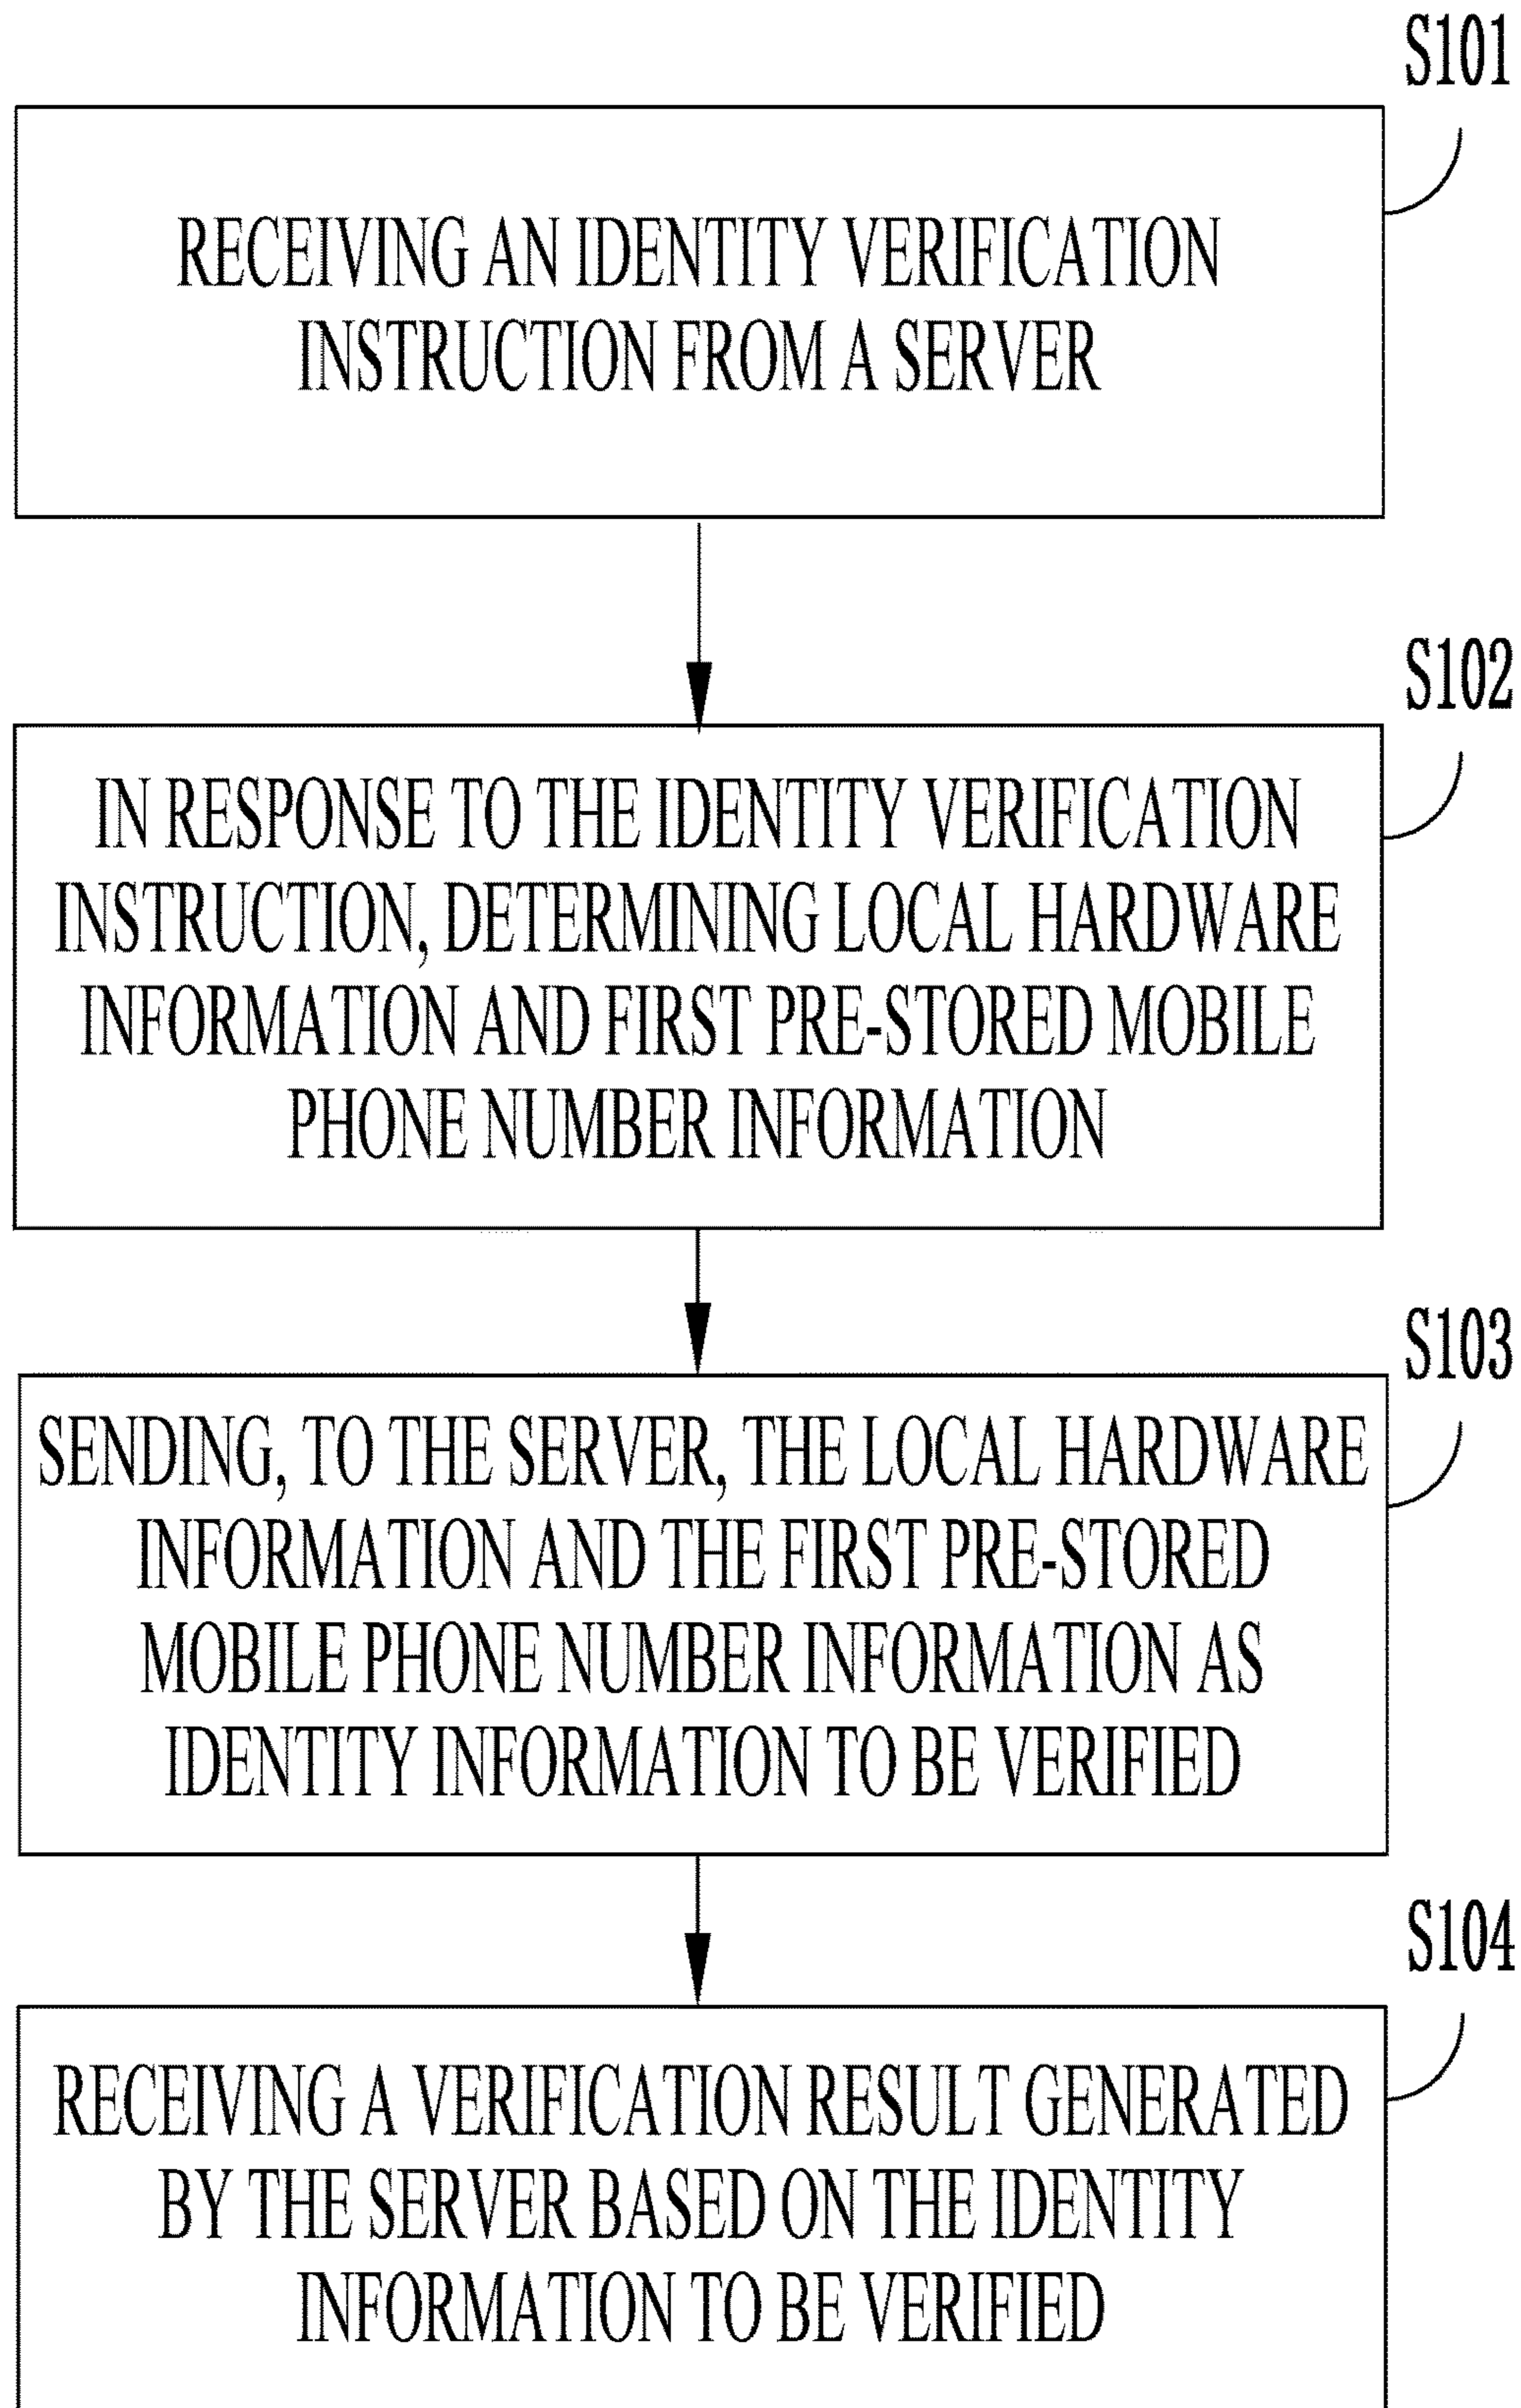 S101
RECEIVING AN IDENTITY VERIFICATION
INSTRUCTION FROM A SERVER
S102
IN RESPONSE TO THE IDENTITY VERIFICATION
INSTRUCTION, DETERMINING LOCAL HARDWARE
INFORMATION AND FIRST PRE-STORED MOBILE
PHONE NUMBER INFORMATION
S103
SENDING, TO THE SERVER, THE LOCAL HARDWARE
INFORMATION AND THE FIRST PRE-STORED
MOBILE PHONE NUMBER INFORMATION AS
IDENTITY INFORMATION TO BE VERIFIED
S104
RECEIVING A VERIFICATION RESULT GENERATED
BY THE SERVER BASED ON THE IDENTITY
INFORMATION TO BE VERIFIED